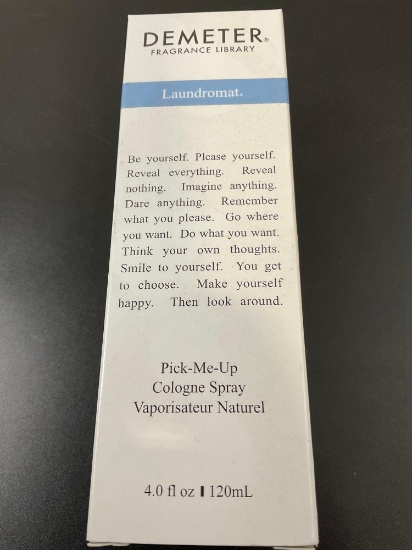 DEMETER®
FRAGRANCE LIBRARY
Laundromat®
Be yourself. Please yourself.
Reveal everything. Reveal
nothing. Imagine anything.
Dare anything. Remember
what you please. Go where
you want. Do what you want.
Think your own thoughts.
Smile to yourself. You get
to choose. Make yourself
happy. Then look around.
Pick-Me-Up
Cologne Spray
Vaporisateur Naturel
4.0 fl oz ▮ 120mL